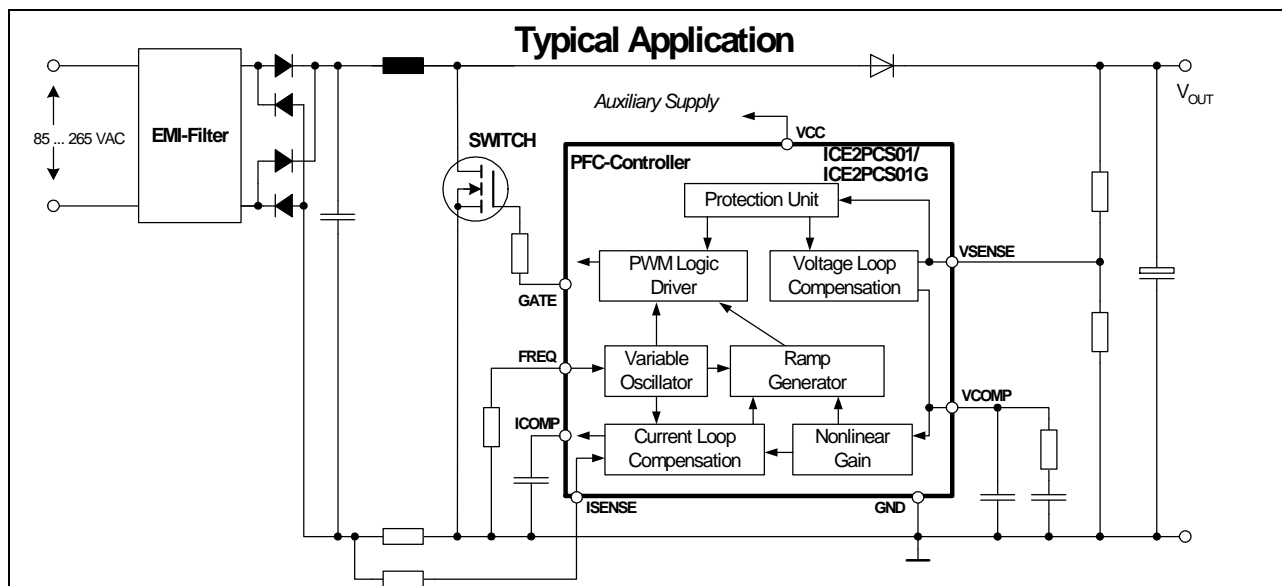 Typical Application
85 ... 265 VAC
EMI-Filter
SWITCH
Auxiliary Supply
VCC
V_OUT
PFC-Controller
ICE2PCS01/
ICE2PCS01G
Protection Unit
PWM Logic
Driver
Voltage Loop
Compensation
VSENSE
GATE
FREQ
Variable
Oscillator
Ramp
Generator
VCOMP
ICOMP
Current Loop
Compensation
Nonlinear
Gain
ISENSE
GND